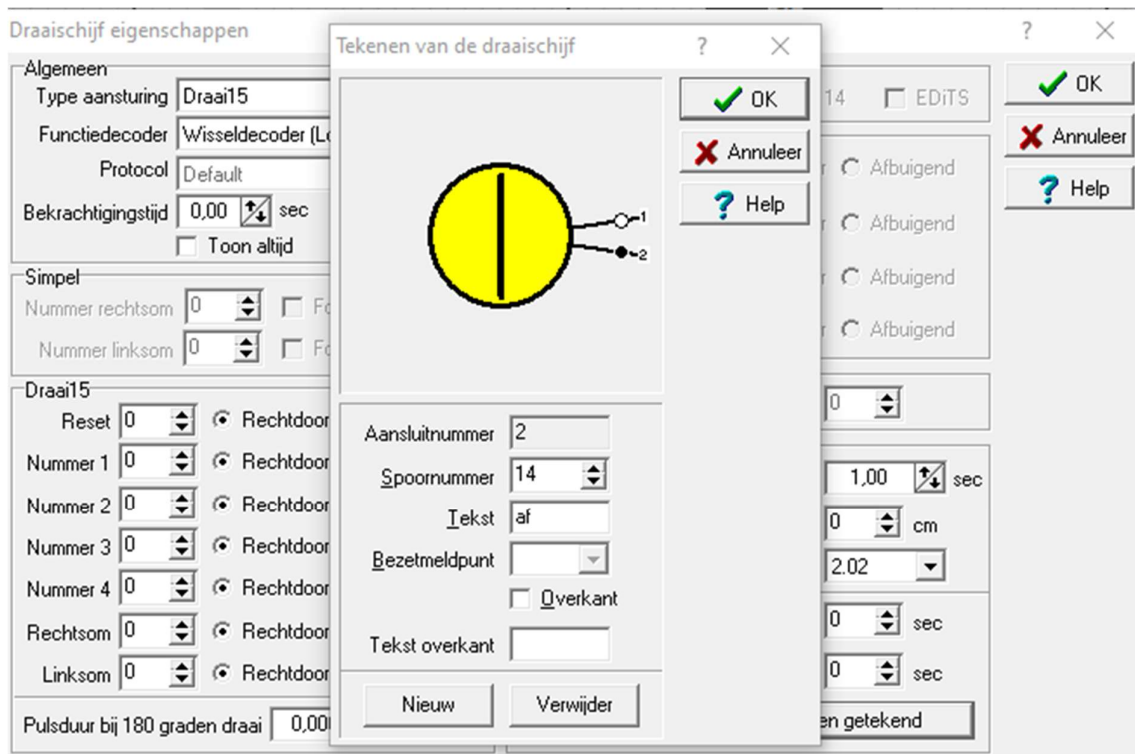 Draaischijf eigenschappen
?
Algemeen
Type aansturing Draai15
Functiedecoder Wisseldecoder (Lo
Protocol Default
Bekrachtigingstijd 0,00 sec
Toon altijd
Simpel
Nummer rechtsom 0
Nummer linksom 0
Draai15
Reset 0 Rechtdoor
Nummer 1 0 Rechtdoor
Nummer 2 0 Rechtdoor
Nummer 3 0 Rechtdoor
Nummer 4 0 Rechtdoor
Rechtsom 0 Rechtdoor
Linksom 0 Rechtdoor
Pulsduur bij 180 graden draai 0,00
Tekenen van de draaischijf
?
1
2
OK
Annuleer
Help
Aansluitnummer 2
Spoornummer 14
Tekst af
Bezetmeldpunt
Overkant
Tekst overkant
Nieuw Verwijder
14 EDiTS
Afbuigend
Afbuigend
Afbuigend
Afbuigend
0
1,00 sec
0 cm
2.02
0 sec
0 sec
en getekend
OK
Annuleer
Help